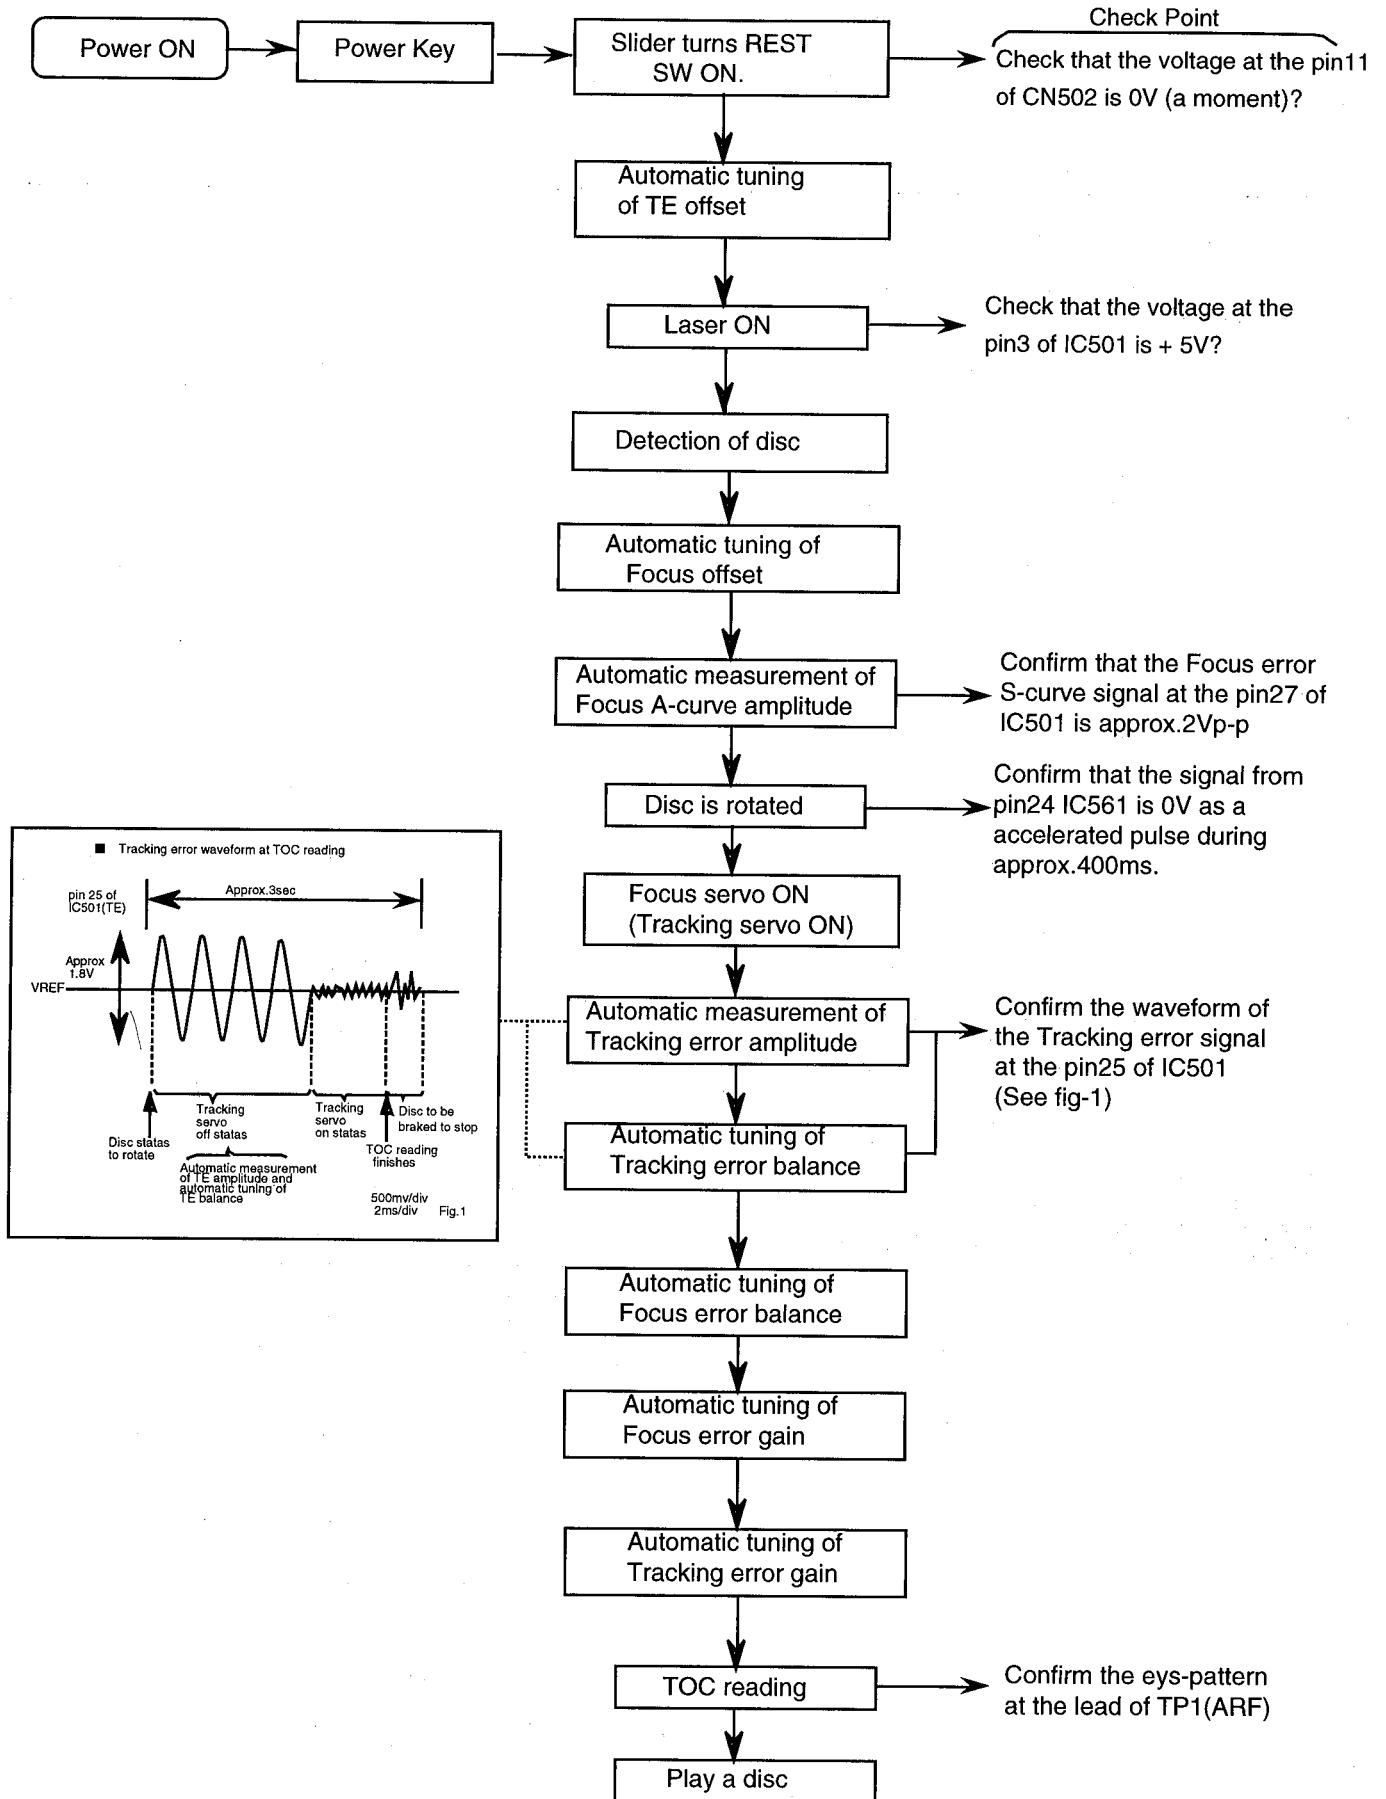 Check Point
Power ON
Power Key
Slider turns REST
SW ON.
Check that the voltage at the pin11
of CN502 is 0V (a moment)?
Automatic tuning
of TE offset
Laser ON
Check that the voltage at the
pin3 of IC501 is + 5V?
Detection of disc
Automatic tuning of
Focus offset
Automatic measurement of
Focus A-curve amplitude
Confirm that the Focus error
S-curve signal at the pin27 of
IC501 is approx.2Vp-p
Disc is rotated
Confirm that the signal from
pin24 IC561 is 0V as a
accelerated pulse during
approx.400ms.
Focus servo ON
(Tracking servo ON)
■ Tracking error waveform at TOC reading
pin 25 of
IC501(TE)
Approx.3sec
Approx
1.8V
VREF
Tracking
servo
off statas
Tracking
servo
on statas
Disc to be
braked to stop
Disc statas
to rotate
TOC reading
finishes
Automatic measurement
of TE amplitude and
automatic tuning of
TE balance
500mv/div
2ms/div
Fig.1
Automatic measurement of
Tracking error amplitude
Confirm the waveform of
the Tracking error signal
at the pin25 of IC501
(See fig-1)
Automatic tuning of
Tracking error balance
Automatic tuning of
Focus error balance
Automatic tuning of
Focus error gain
Automatic tuning of
Tracking error gain
TOC reading
Confirm the eys-pattern
at the lead of TP1(ARF)
Play a disc